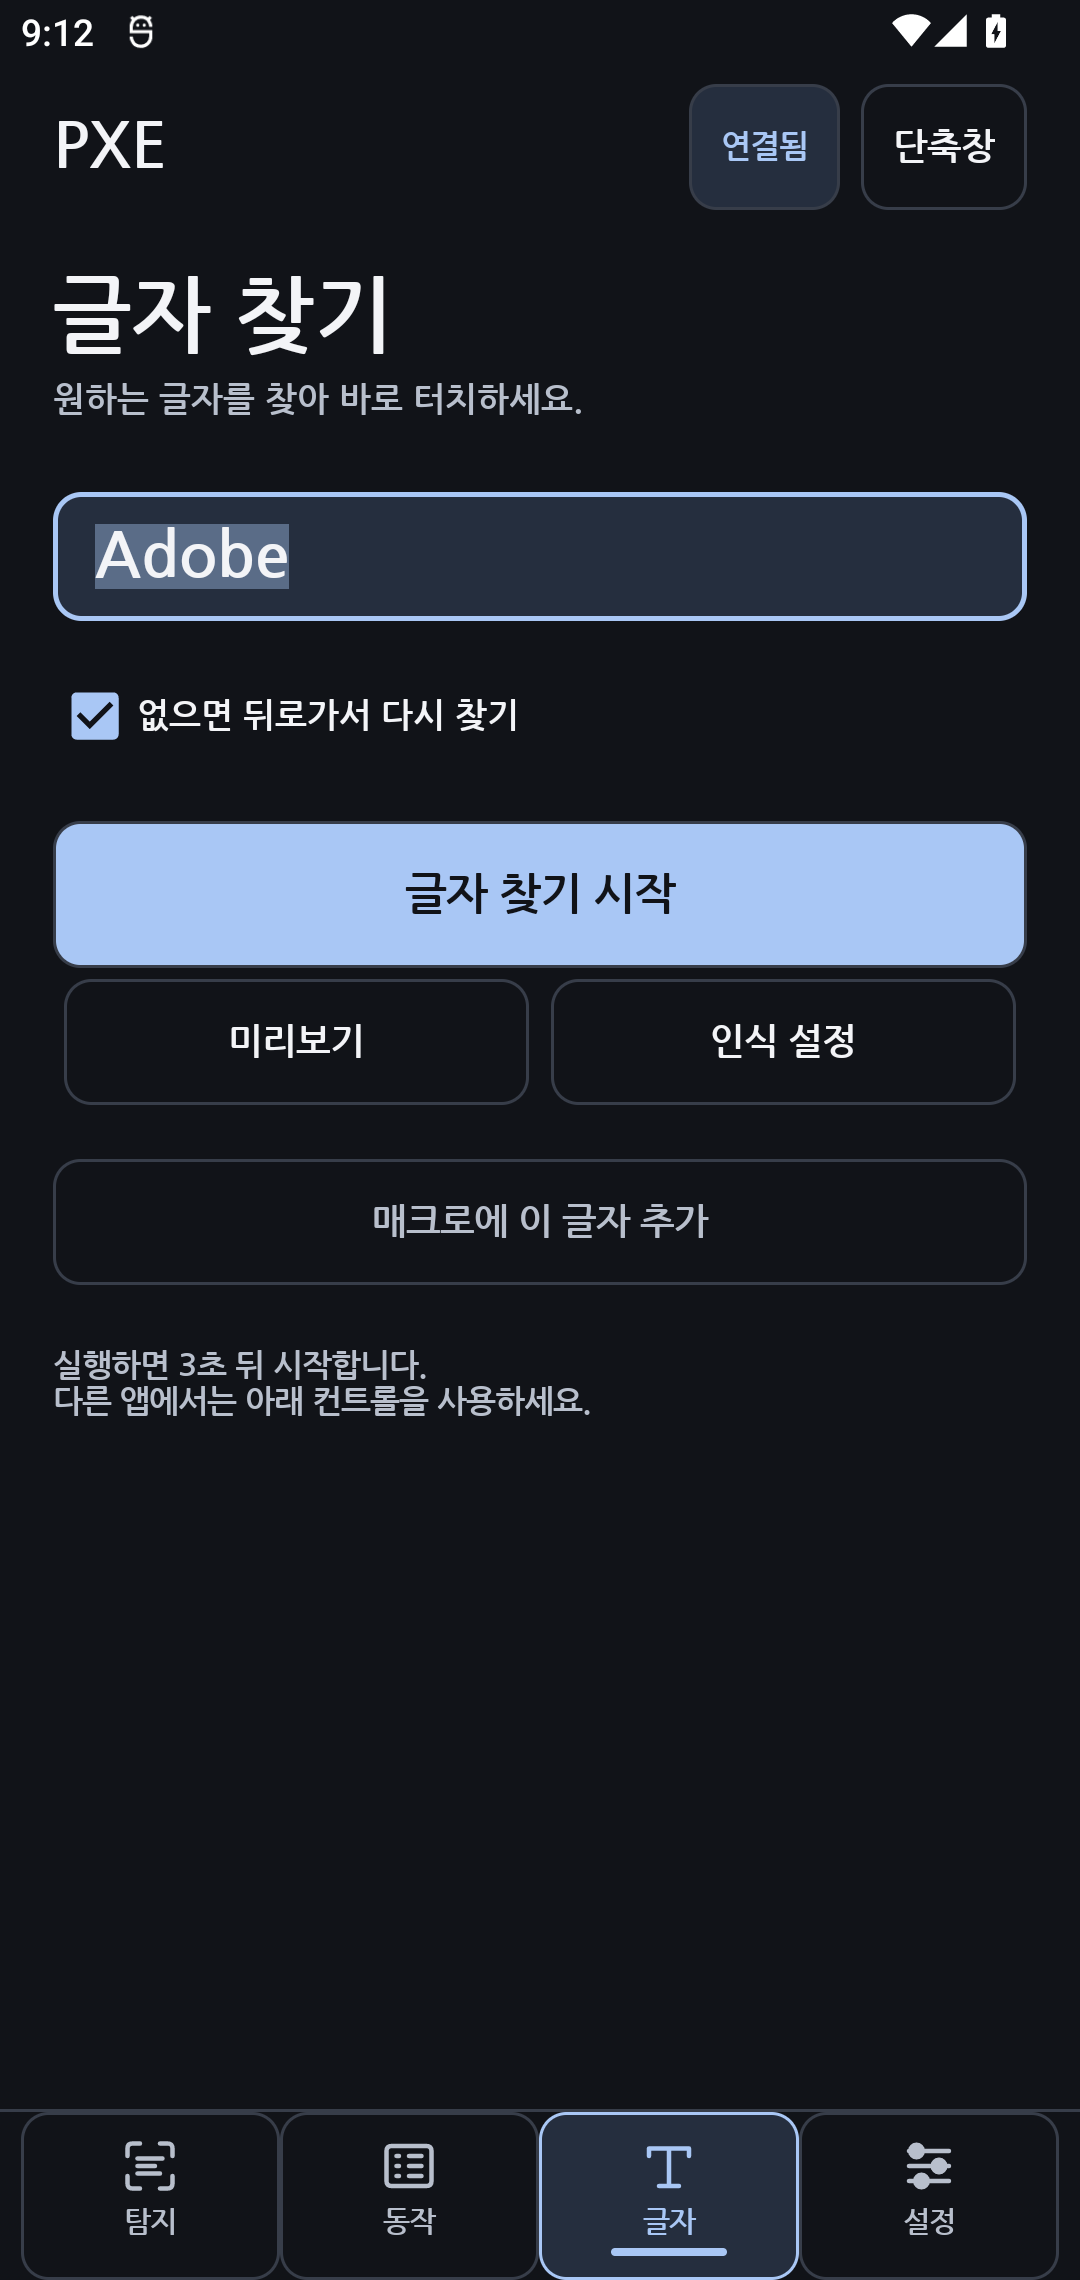 9:12
PXE
연결됨
단축창
글자 찾기
원하는 글자를 찾아 바로 터치하세요.
Adobe
없으면 뒤로가서 다시 찾기
글자 찾기 시작
미리보기
인식 설정
매크로에 이 글자 추가
실행하면 3초 뒤 시작합니다.
다른 앱에서는 아래 컨트롤을 사용하세요.
탐지
동작
글자
설정